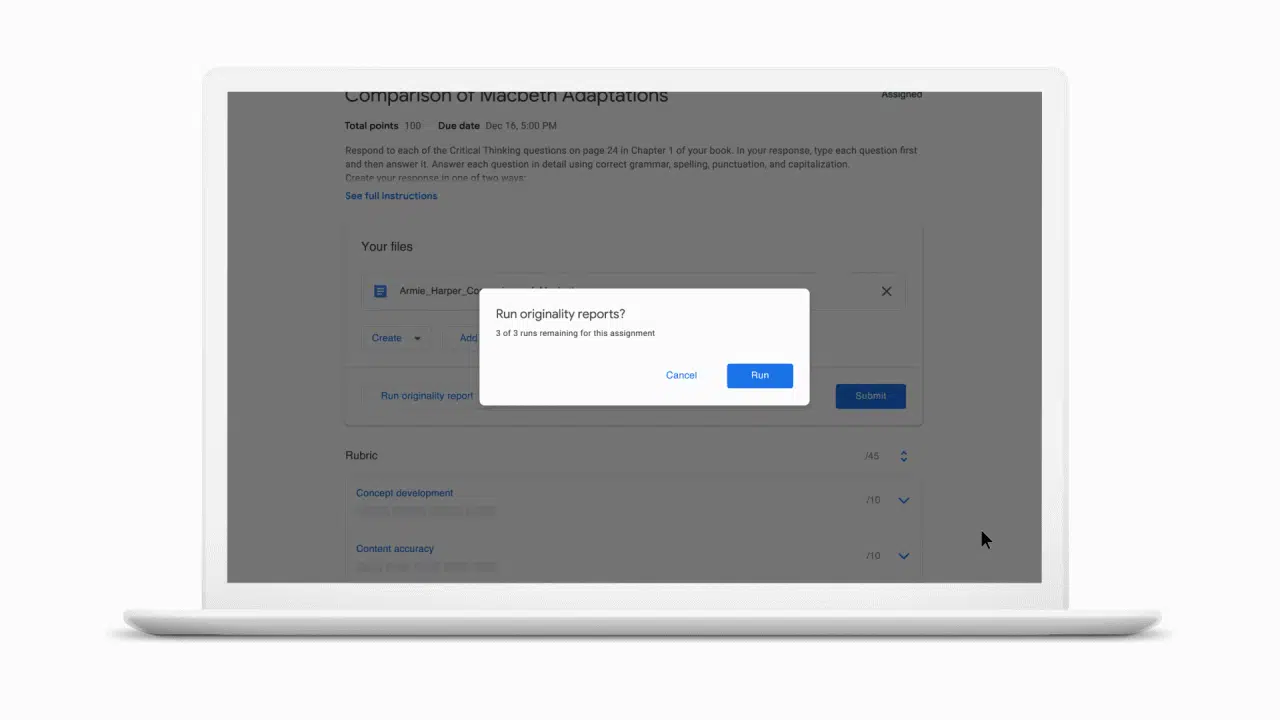 Comparison of Macbeth Adaptations
Assigned
Total points 100 Due date Dec 16, 5:00 PM
Respond to each of the Critical Thinking questions on page 24 in Chapter 1 of your book. In your response, type each question first
and then answer it. Answer each question in detail using correct grammar, spelling, punctuation, and capitalization.
Create your response in one of two ways:
See full instructions
Your files
Armie_Harper_Co
Run originality reports?
3 of 3 runs remaining for this assignment
Create
Add
Cancel
Run
Run originality report
Submit
Rubric
/45
Concept development
/10
Content accuracy
/10